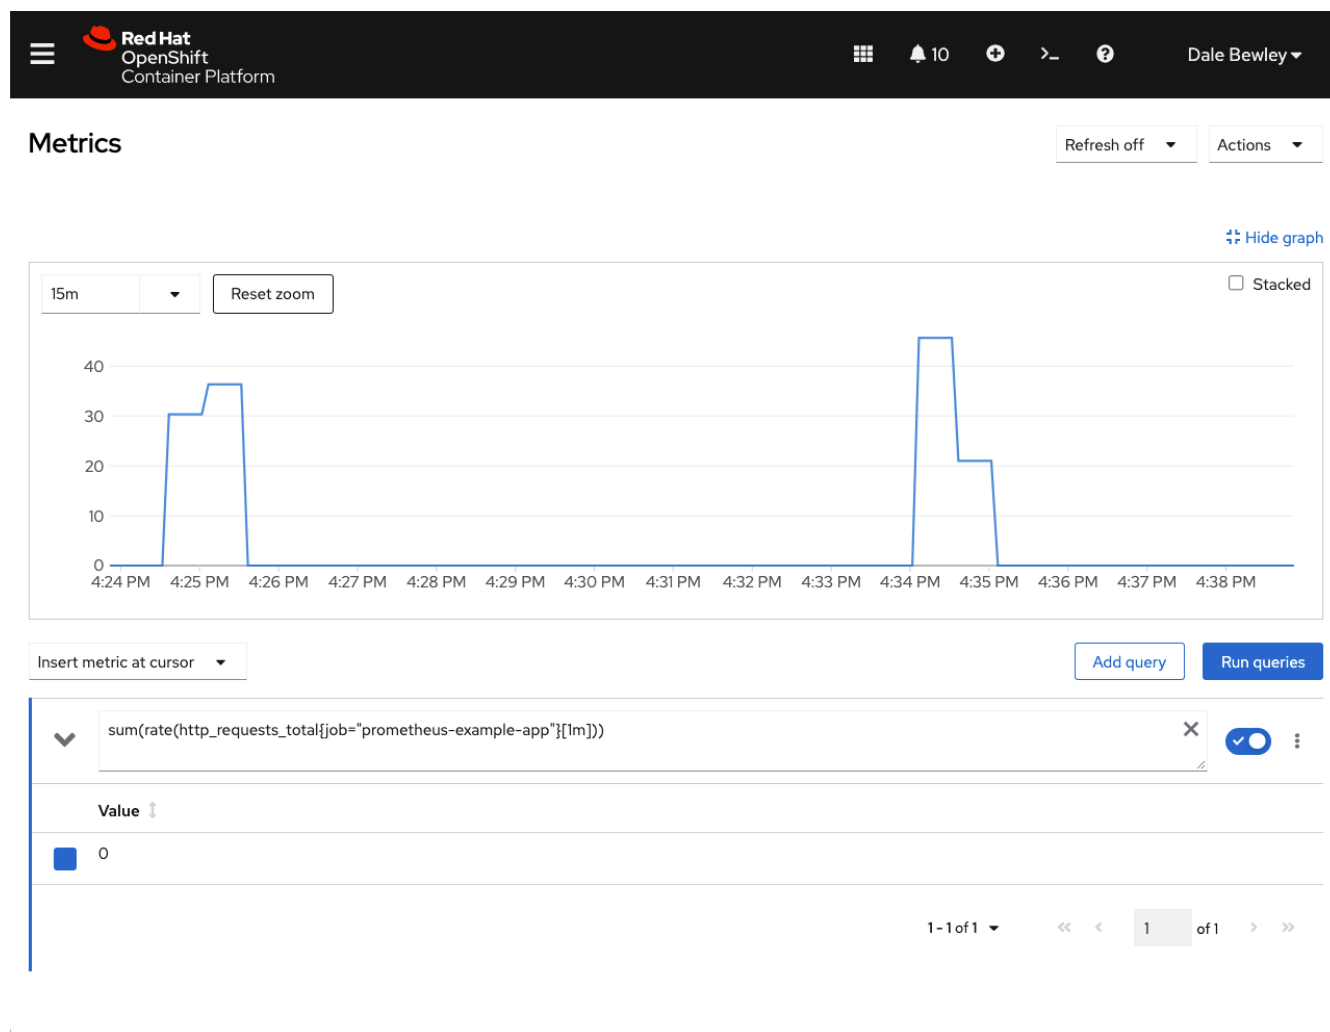 Red Hat
OpenShift
Container Platform
10
Dale Bewley
Metrics
Refresh off
Actions
Hide graph
15m
Reset zoom
Stacked
40
30
20
10
0
4:24 PM 4:25 PM 4:26 PM 4:27 PM 4:28 PM 4:29 PM 4:30 PM 4:31 PM 4:32 PM 4:33 PM 4:34 PM 4:35 PM 4:36 PM 4:37 PM 4:38 PM
Insert metric at cursor
Add query
Run queries
sum(rate(http_requests_total{job="prometheus-example-app"}[1m]))
Value
0
1 - 1 of 1
1 of 1